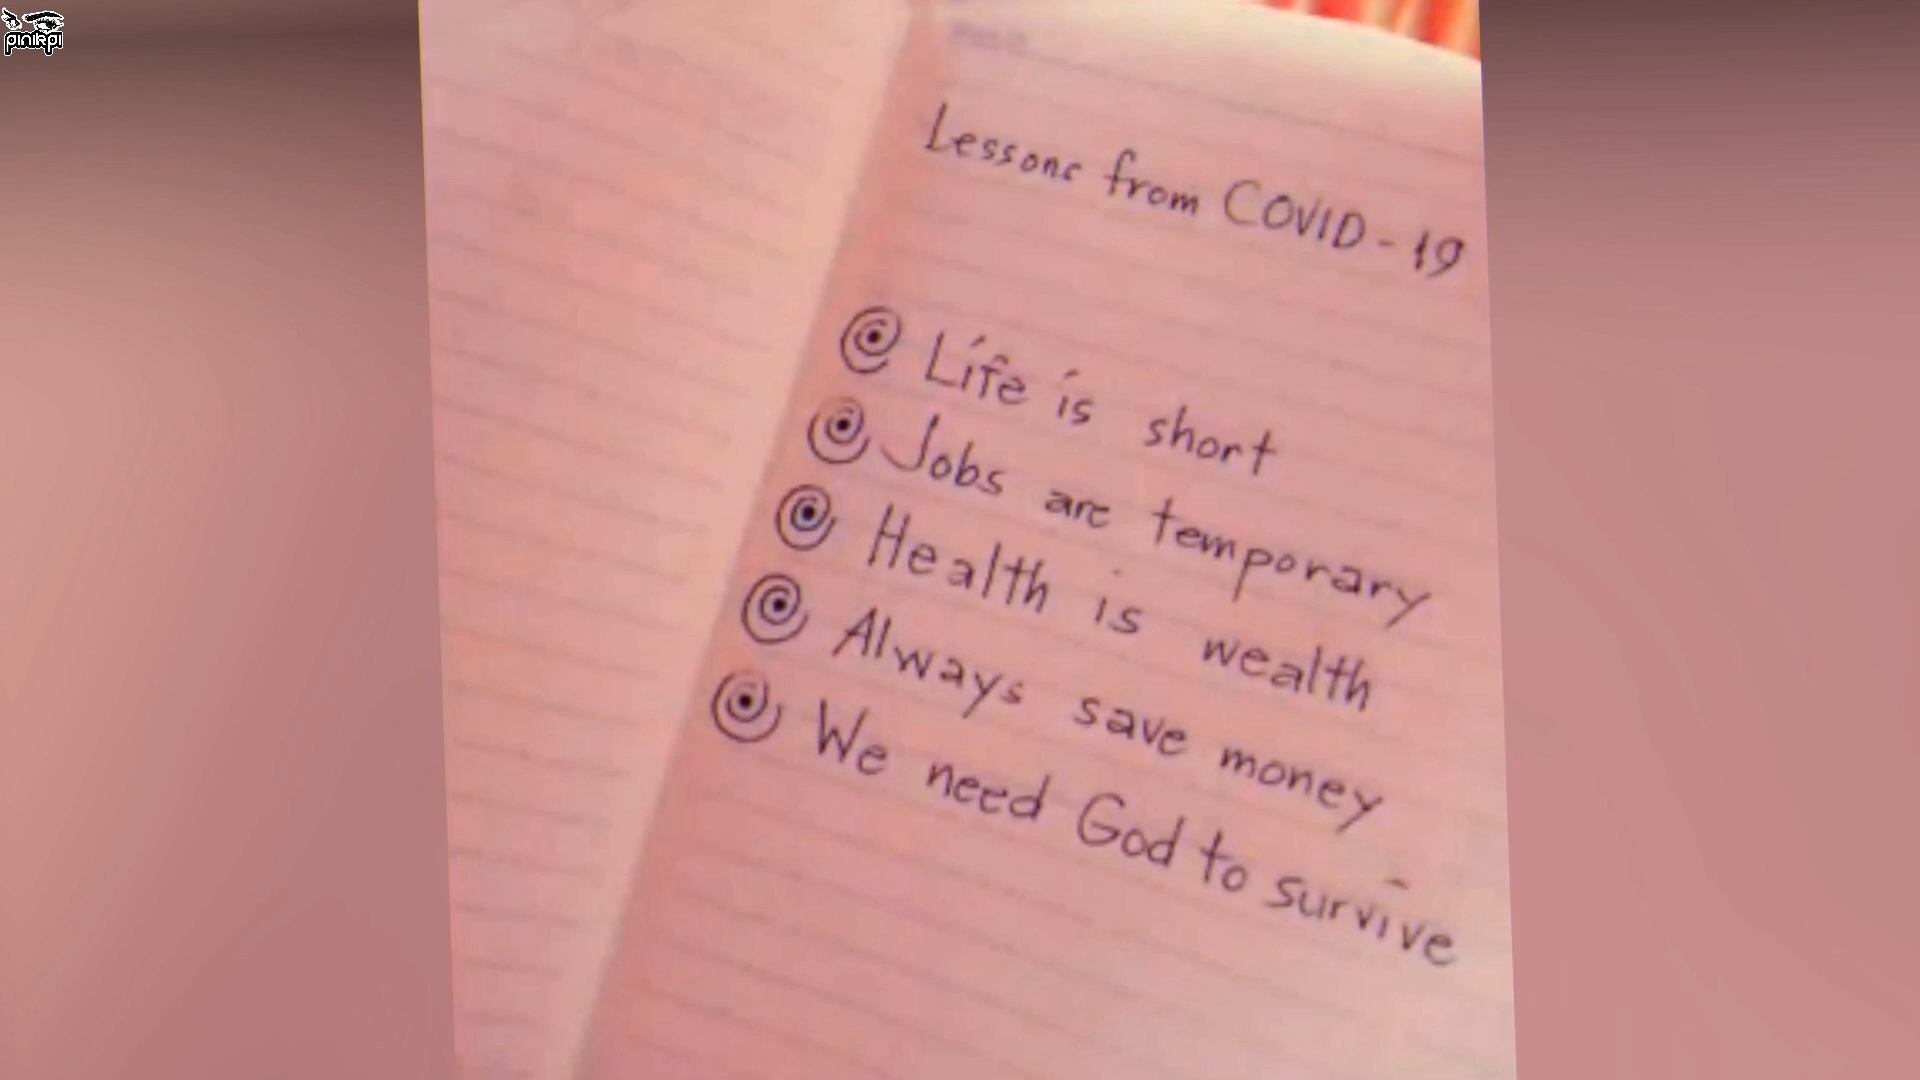 pinikpi
Lessons from COVID-19
Life is short
Jobs are temporary
Health is wealth
Always save money
We need God to survive